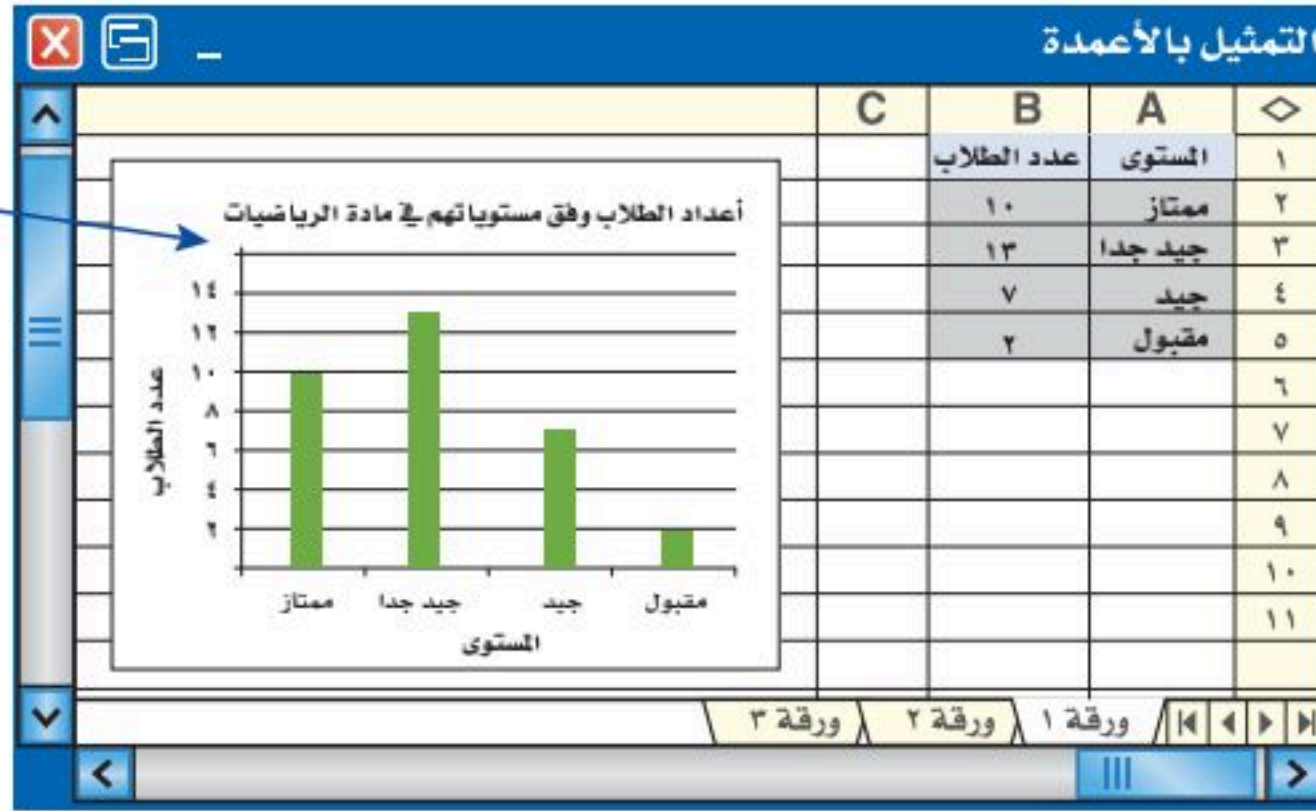 التمثيل بالأعمدة
A B C
١ المستوى عدد الطلاب
٢ ممتاز ١٠
٣ جيد جدا ١٣
٤ جيد ٧
٥ مقبول ٢
٦
٧
٨
٩
١٠
١١
أعداد الطلاب وفق مستوياتهم في مادة الرياضيات
عدد الطلاب
١٤
١٢
١٠
٨
٦
٤
٢
ممتاز جيد جدا جيد مقبول
المستوى
ورقة ١ ورقة ٢ ورقة ٣